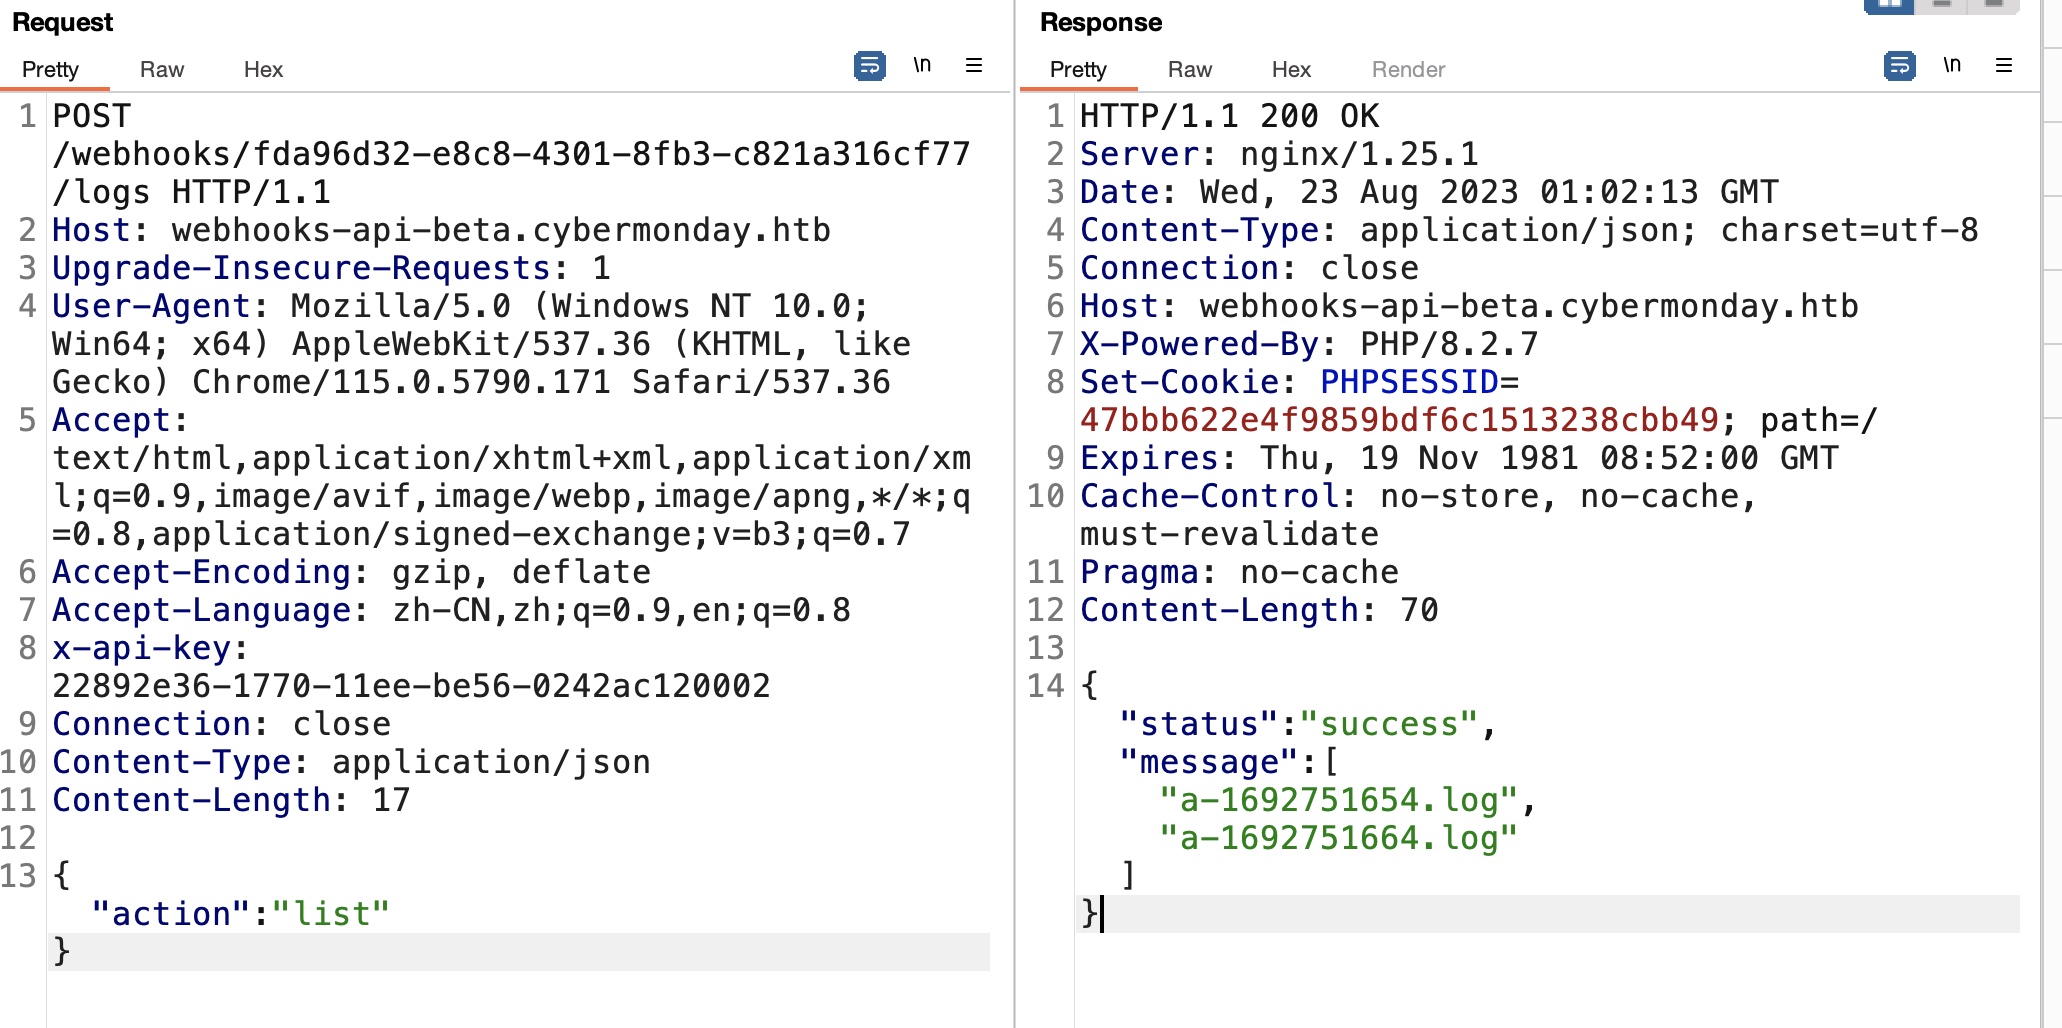 Request
Pretty Raw Hex \n
1 POST
/webhooks/fda96d32-e8c8-4301-8fb3-c821a316cf77
/logs HTTP/1.1
2 Host: webhooks-api-beta.cybermonday.htb
3 Upgrade-Insecure-Requests: 1
4 User-Agent: Mozilla/5.0 (Windows NT 10.0;
Win64; x64) AppleWebKit/537.36 (KHTML, like
Gecko) Chrome/115.0.5790.171 Safari/537.36
5 Accept:
text/html,application/xhtml+xml,application/xm
l;q=0.9,image/avif,image/webp,image/apng,*/*;q
=0.8,application/signed-exchange;v=b3;q=0.7
6 Accept-Encoding: gzip, deflate
7 Accept-Language: zh-CN,zh;q=0.9,en;q=0.8
8 x-api-key:
22892e36-1770-11ee-be56-0242ac120002
9 Connection: close
10 Content-Type: application/json
11 Content-Length: 17
12
13 {
"action":"list"
}
Response
Pretty Raw Hex Render \n
1 HTTP/1.1 200 OK
2 Server: nginx/1.25.1
3 Date: Wed, 23 Aug 2023 01:02:13 GMT
4 Content-Type: application/json; charset=utf-8
5 Connection: close
6 Host: webhooks-api-beta.cybermonday.htb
7 X-Powered-By: PHP/8.2.7
8 Set-Cookie: PHPSESSID=
47bbb622e4f9859bdf6c1513238cbb49; path=/
9 Expires: Thu, 19 Nov 1981 08:52:00 GMT
10 Cache-Control: no-store, no-cache,
must-revalidate
11 Pragma: no-cache
12 Content-Length: 70
13
14 {
"status":"success",
"message":[
"a-1692751654.log",
"a-1692751664.log"
]
}